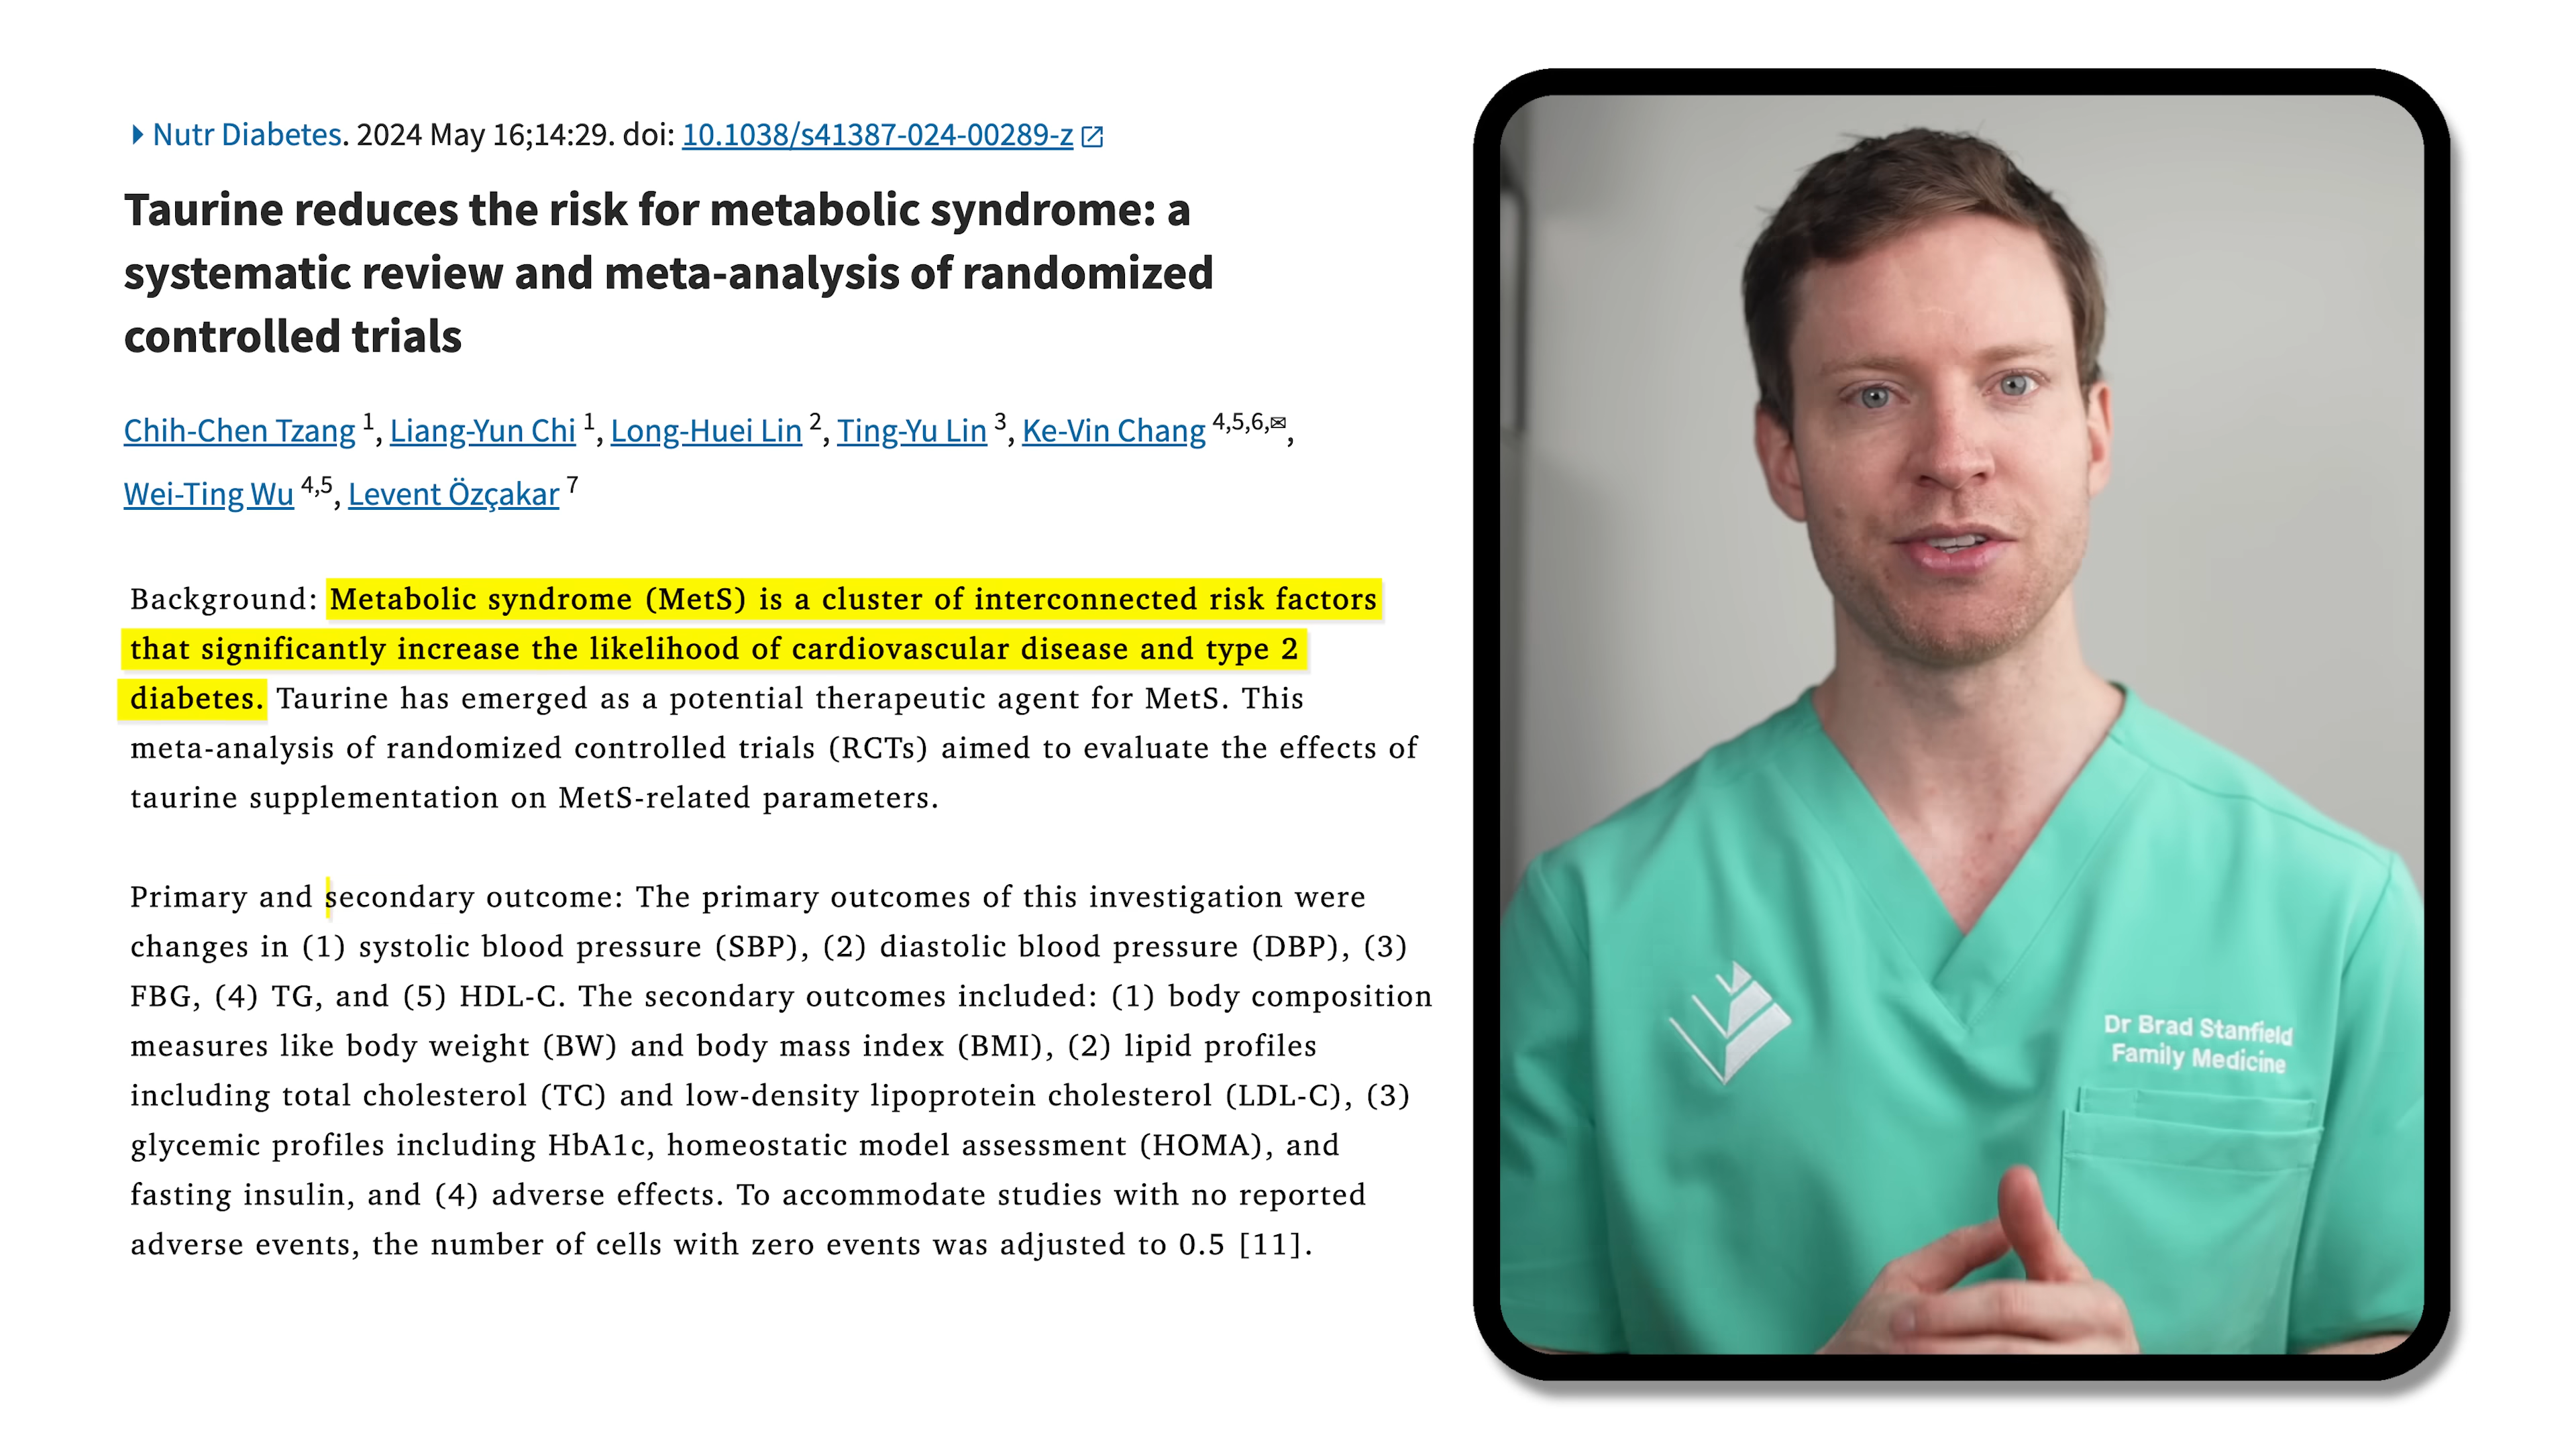 Nutr Diabetes. 2024 May 16;14:29. doi: 10.1038/s41387-024-00289-z
Taurine reduces the risk for metabolic syndrome: a
systematic review and meta-analysis of randomized
controlled trials
Chih-Chen Tzang 1, Liang-Yun Chi 1, Long-Huei Lin 2, Ting-Yu Lin 3, Ke-Vin Chang 4,5,6,✉,
Wei-Ting Wu 4,5, Levent Özçakar 7
Background: Metabolic syndrome (MetS) is a cluster of interconnected risk factors
that significantly increase the likelihood of cardiovascular disease and type 2
diabetes. Taurine has emerged as a potential therapeutic agent for MetS. This
meta-analysis of randomized controlled trials (RCTs) aimed to evaluate the effects of
taurine supplementation on MetS-related parameters.
Primary and secondary outcome: The primary outcomes of this investigation were
changes in (1) systolic blood pressure (SBP), (2) diastolic blood pressure (DBP), (3)
FBG, (4) TG, and (5) HDL-C. The secondary outcomes included: (1) body composition
measures like body weight (BW) and body mass index (BMI), (2) lipid profiles
including total cholesterol (TC) and low-density lipoprotein cholesterol (LDL-C), (3)
glycemic profiles including HbA1c, homeostatic model assessment (HOMA), and
fasting insulin, and (4) adverse effects. To accommodate studies with no reported
adverse events, the number of cells with zero events was adjusted to 0.5 [11].
Dr Brad Stanfield
Family Medicine